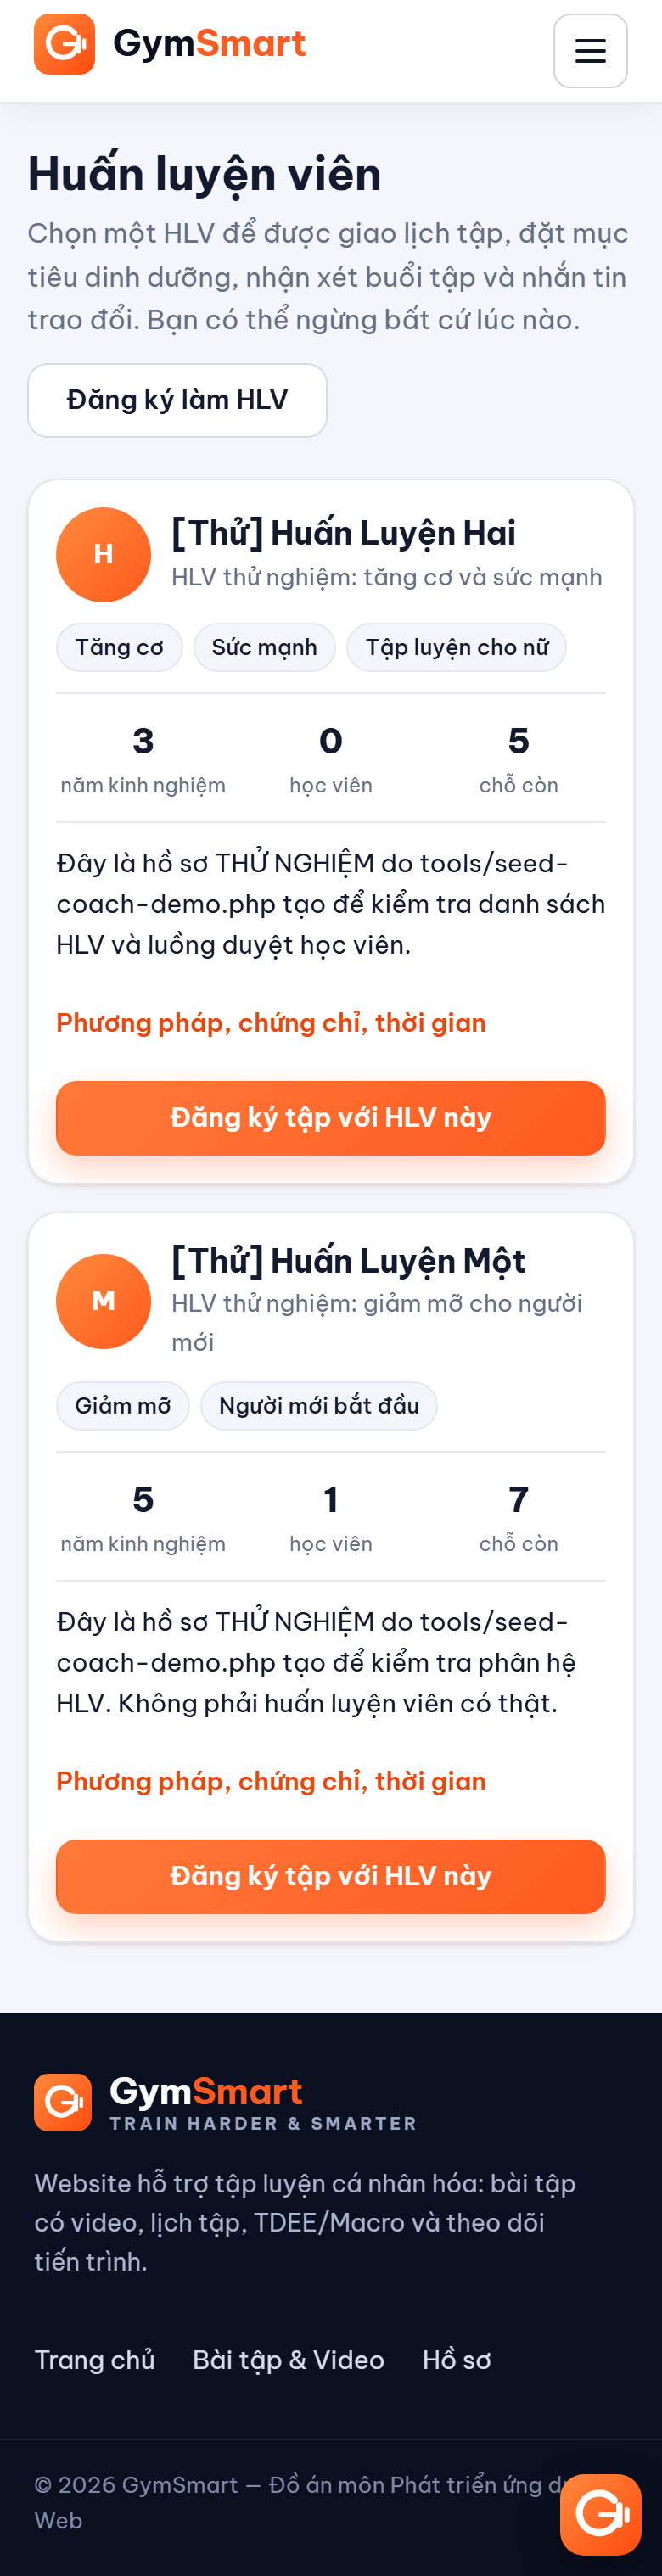 GymSmart
Huấn luyện viên
Chọn một HLV để được giao lịch tập, đặt mục
tiêu dinh dưỡng, nhận xét buổi tập và nhắn tin
trao đổi. Bạn có thể ngừng bất cứ lúc nào.
Đăng ký làm HLV
H
[Thử] Huấn Luyện Hai
HLV thử nghiệm: tăng cơ và sức mạnh
Tăng cơ Sức mạnh Tập luyện cho nữ
3 0 5
năm kinh nghiệm học viên chỗ còn
Đây là hồ sơ THỬ NGHIỆM do tools/seed-
coach-demo.php tạo để kiểm tra danh sách
HLV và luồng duyệt học viên.
Phương pháp, chứng chỉ, thời gian
Đăng ký tập với HLV này
M
[Thử] Huấn Luyện Một
HLV thử nghiệm: giảm mỡ cho người
mới
Giảm mỡ Người mới bắt đầu
5 1 7
năm kinh nghiệm học viên chỗ còn
Đây là hồ sơ THỬ NGHIỆM do tools/seed-
coach-demo.php tạo để kiểm tra phân hệ
HLV. Không phải huấn luyện viên có thật.
Phương pháp, chứng chỉ, thời gian
Đăng ký tập với HLV này
GymSmart
TRAIN HARDER & SMARTER
Website hỗ trợ tập luyện cá nhân hóa: bài tập
có video, lịch tập, TDEE/Macro và theo dõi
tiến trình.
Trang chủ Bài tập & Video Hồ sơ
© 2026 GymSmart — Đồ án môn Phát triển ứng
Web